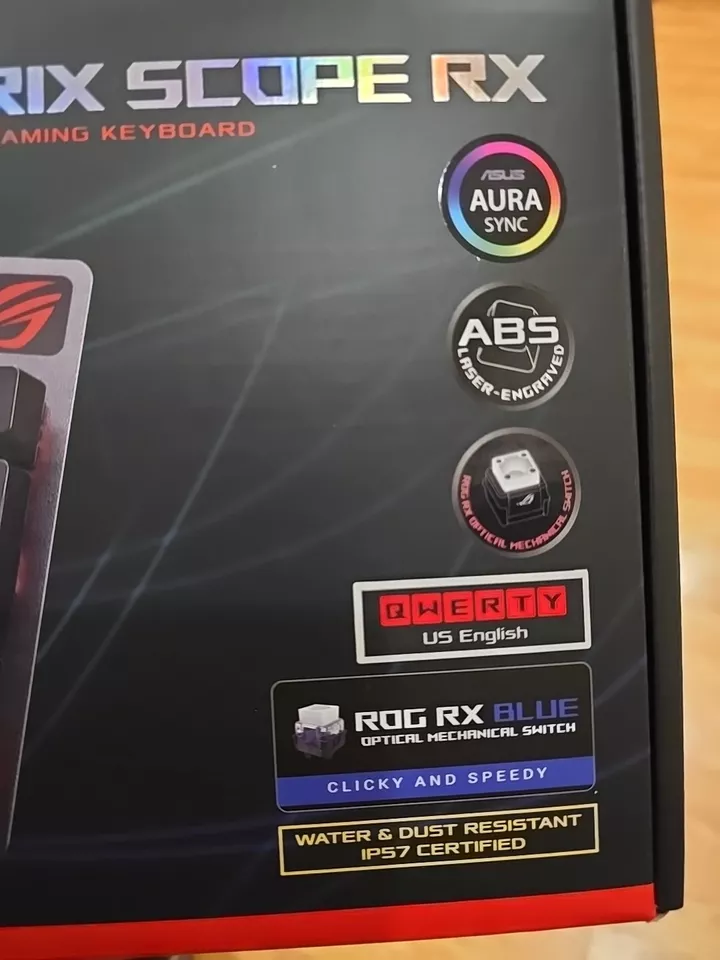 RIX SCOPE RX
AMING KEYBOARD
ASUS
AURA
SYNC
ABS
LASER-ENGRAVED
ROG RX OPTICAL MECHANICAL SWITCH
QWERTY
US English
ROG RX BLUE
OPTICAL MECHANICAL SWITCH
CLICKY AND SPEEDY
WATER & DUST RESISTANT
IP57 CERTIFIED